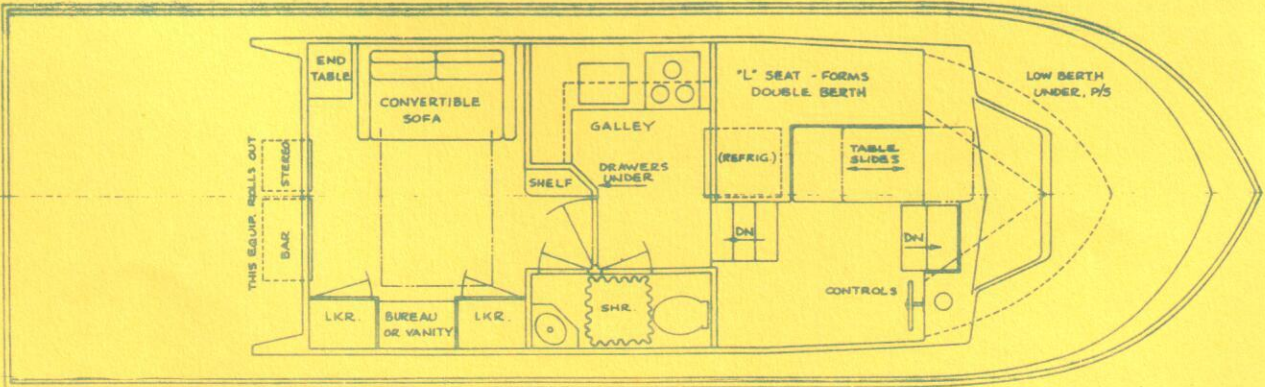 END
TABLE
CONVERTIBLE
SOFA
"L" SEAT - FORMS
DOUBLE BERTH
LOW BERTH
UNDER, P/S
GALLEY
THIS EQUIP. ROLLS OUT
STEREO
BAR
SHELF
DRAWERS
UNDER
(REFRIG.)
TABLE
SLIDES
DN
DN
CONTROLS
LKR.
BUREAU
OR VANITY
LKR.
SHR.